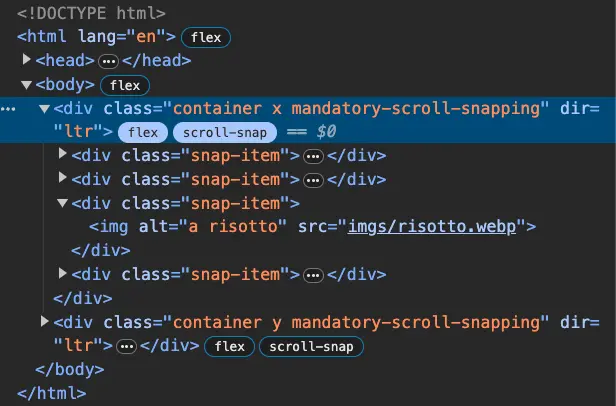 <!DOCTYPE html>
<html lang="en"> flex
▶<head>…</head>
▼<body> flex
… ▼<div class="container x mandatory-scroll-snapping" dir=
"ltr"> flex scroll-snap == $0
▶<div class="snap-item">…</div>
▶<div class="snap-item">…</div>
▼<div class="snap-item">
<img alt="a risotto" src="imgs/risotto.webp">
</div>
▶<div class="snap-item">…</div>
</div>
▶<div class="container y mandatory-scroll-snapping" dir=
"ltr">…</div> flex scroll-snap
</body>
</html>